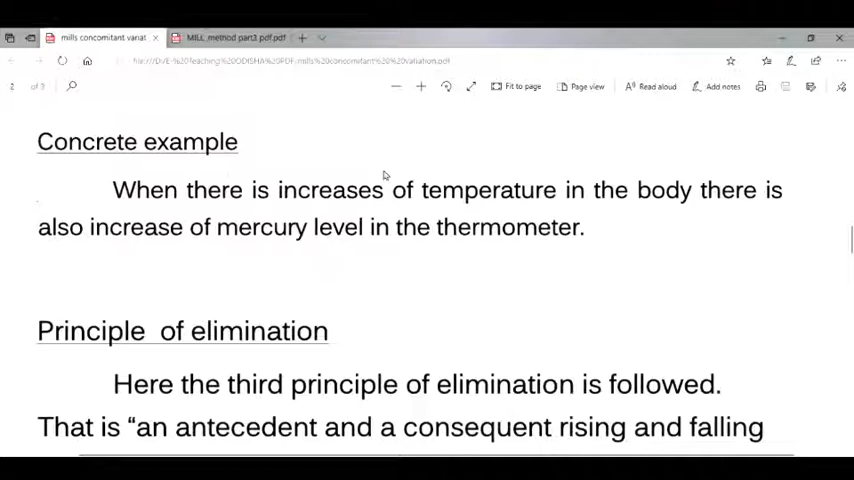 mills concomitant variat
MILL method part3 pdf.pdf
2 of 3
Fit to page
Page view
Read aloud
Add notes
Concrete example
When there is increases of temperature in the body there is
also increase of mercury level in the thermometer.
Principle of elimination
Here the third principle of elimination is followed.
That is “an antecedent and a consequent rising and falling